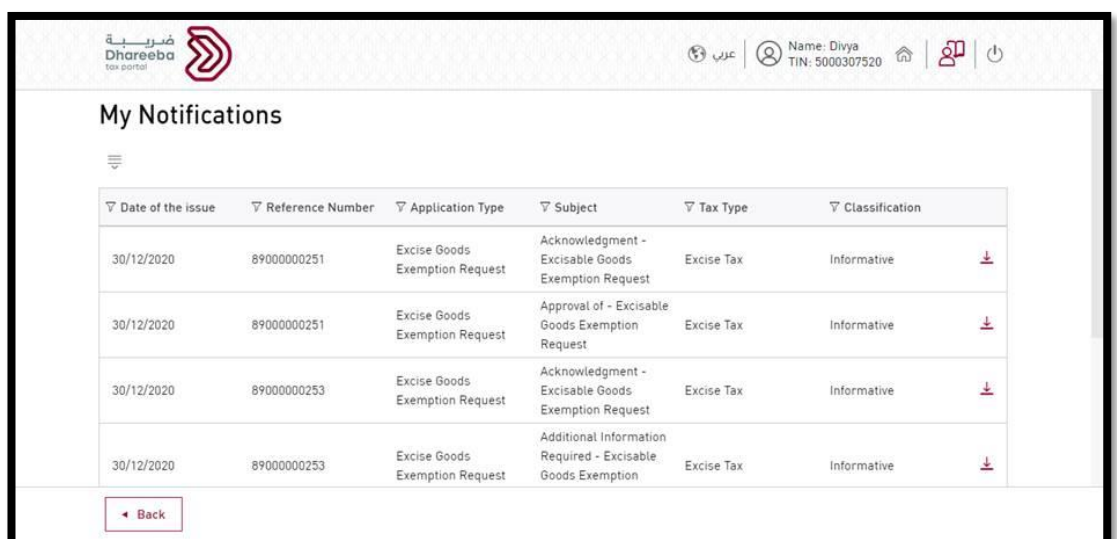 ضريبة
Dhareeba
tax portal
عربي
Name: Divya
TIN: 5000307520
My Notifications
Date of the issue Reference Number Application Type Subject Tax Type Classification
30/12/2020 89000000251 Excise Goods Exemption Request Acknowledgment - Excisable Goods Exemption Request Excise Tax Informative
30/12/2020 89000000251 Excise Goods Exemption Request Approval of - Excisable Goods Exemption Request Excise Tax Informative
30/12/2020 89000000253 Excise Goods Exemption Request Acknowledgment - Excisable Goods Exemption Request Excise Tax Informative
30/12/2020 89000000253 Excise Goods Exemption Request Additional Information Required - Excisable Goods Exemption Excise Tax Informative
Back